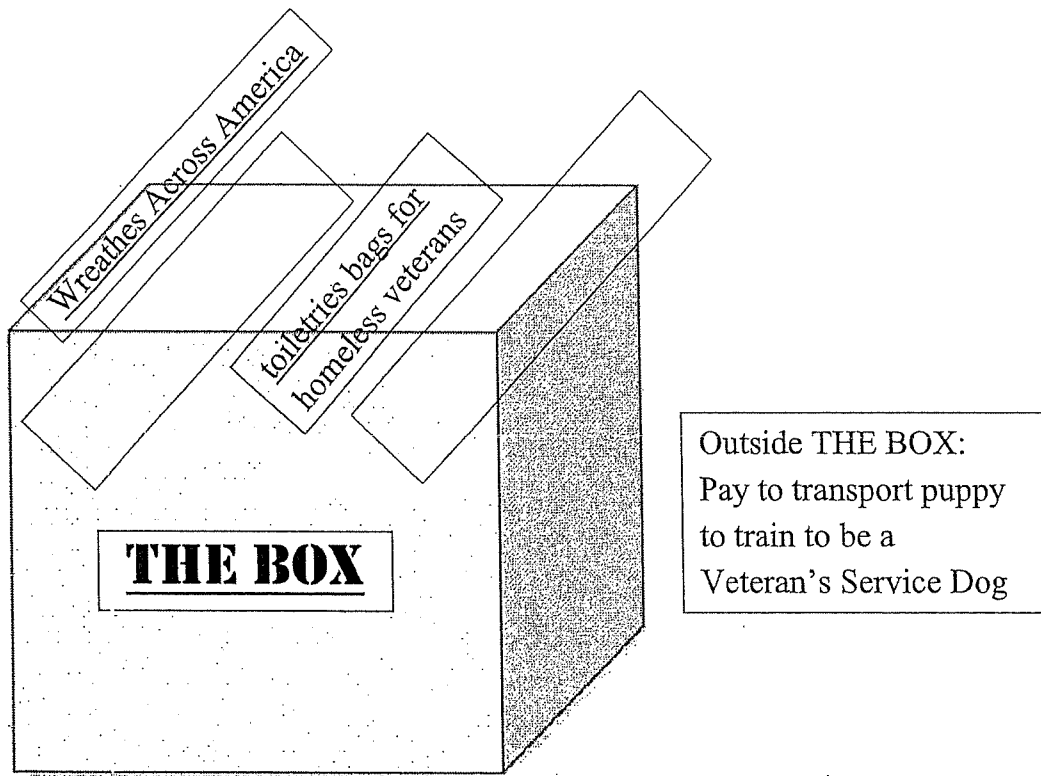 Wreathes Across America
toiletries bags for
homeless veterans
THE BOX
Outside THE BOX:
Pay to transport puppy
to train to be a
Veteran's Service Dog